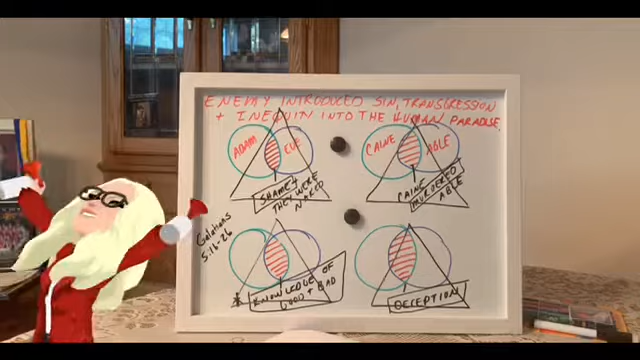 ENEMY INTRODUCED SIN, TRANSGRESSION
+ INEQUIN INTO THE HUMAN PARADISE.
ADAM EVE
SHAME +
THEY WERE
NAKED
CAINE ABLE
CAINE
MURDERED
ABLE
Galations
5:16-26
* KNOWLEDGE OF
GOOD + BAD
DECEPTION